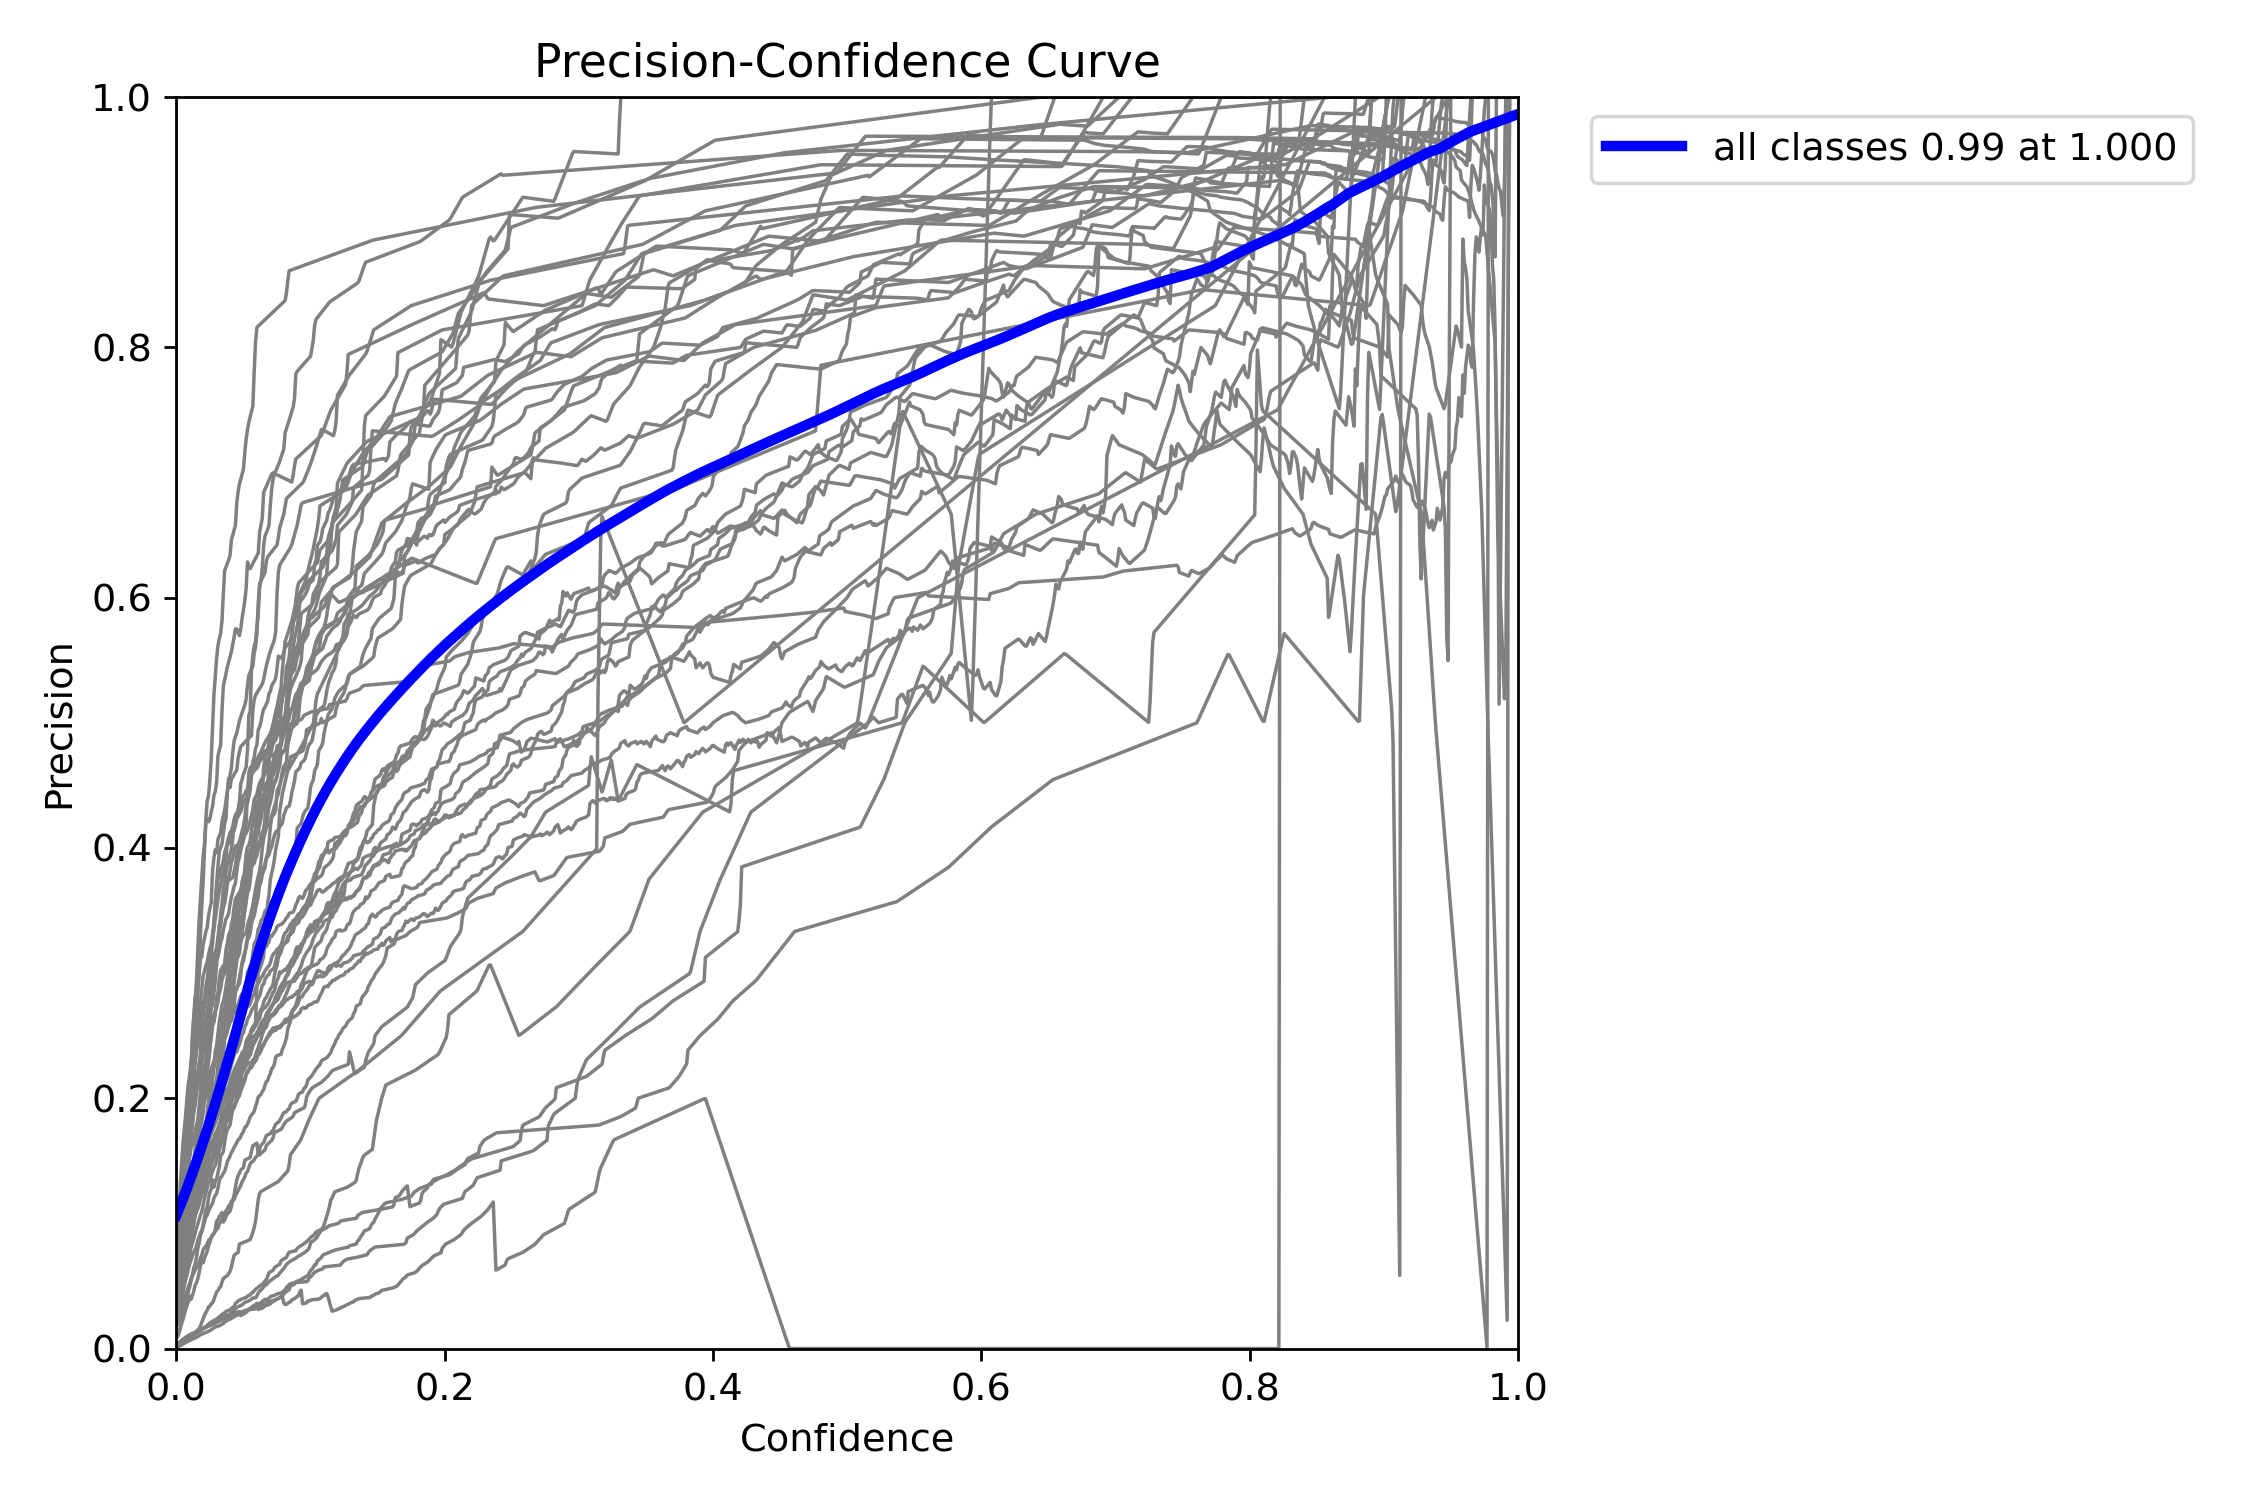 Precision-Confidence Curve
1.0
0.8
0.6
0.4
0.2
0.0
Precision
0.0 0.2 0.4 0.6 0.8 1.0
Confidence
all classes 0.99 at 1.000